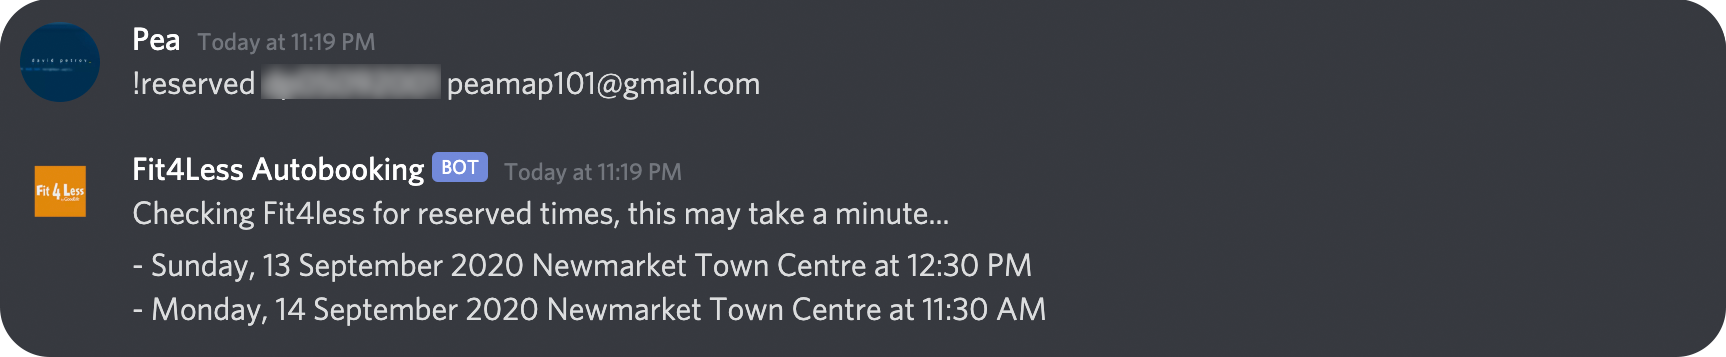 Pea Today at 11:19 PM
!reserved peamap101@gmail.com
david petrov_
Fit4Less Autobooking BOT Today at 11:19 PM
Fit 4 Less
Checking Fit4less for reserved times, this may take a minute...
- Sunday, 13 September 2020 Newmarket Town Centre at 12:30 PM
- Monday, 14 September 2020 Newmarket Town Centre at 11:30 AM